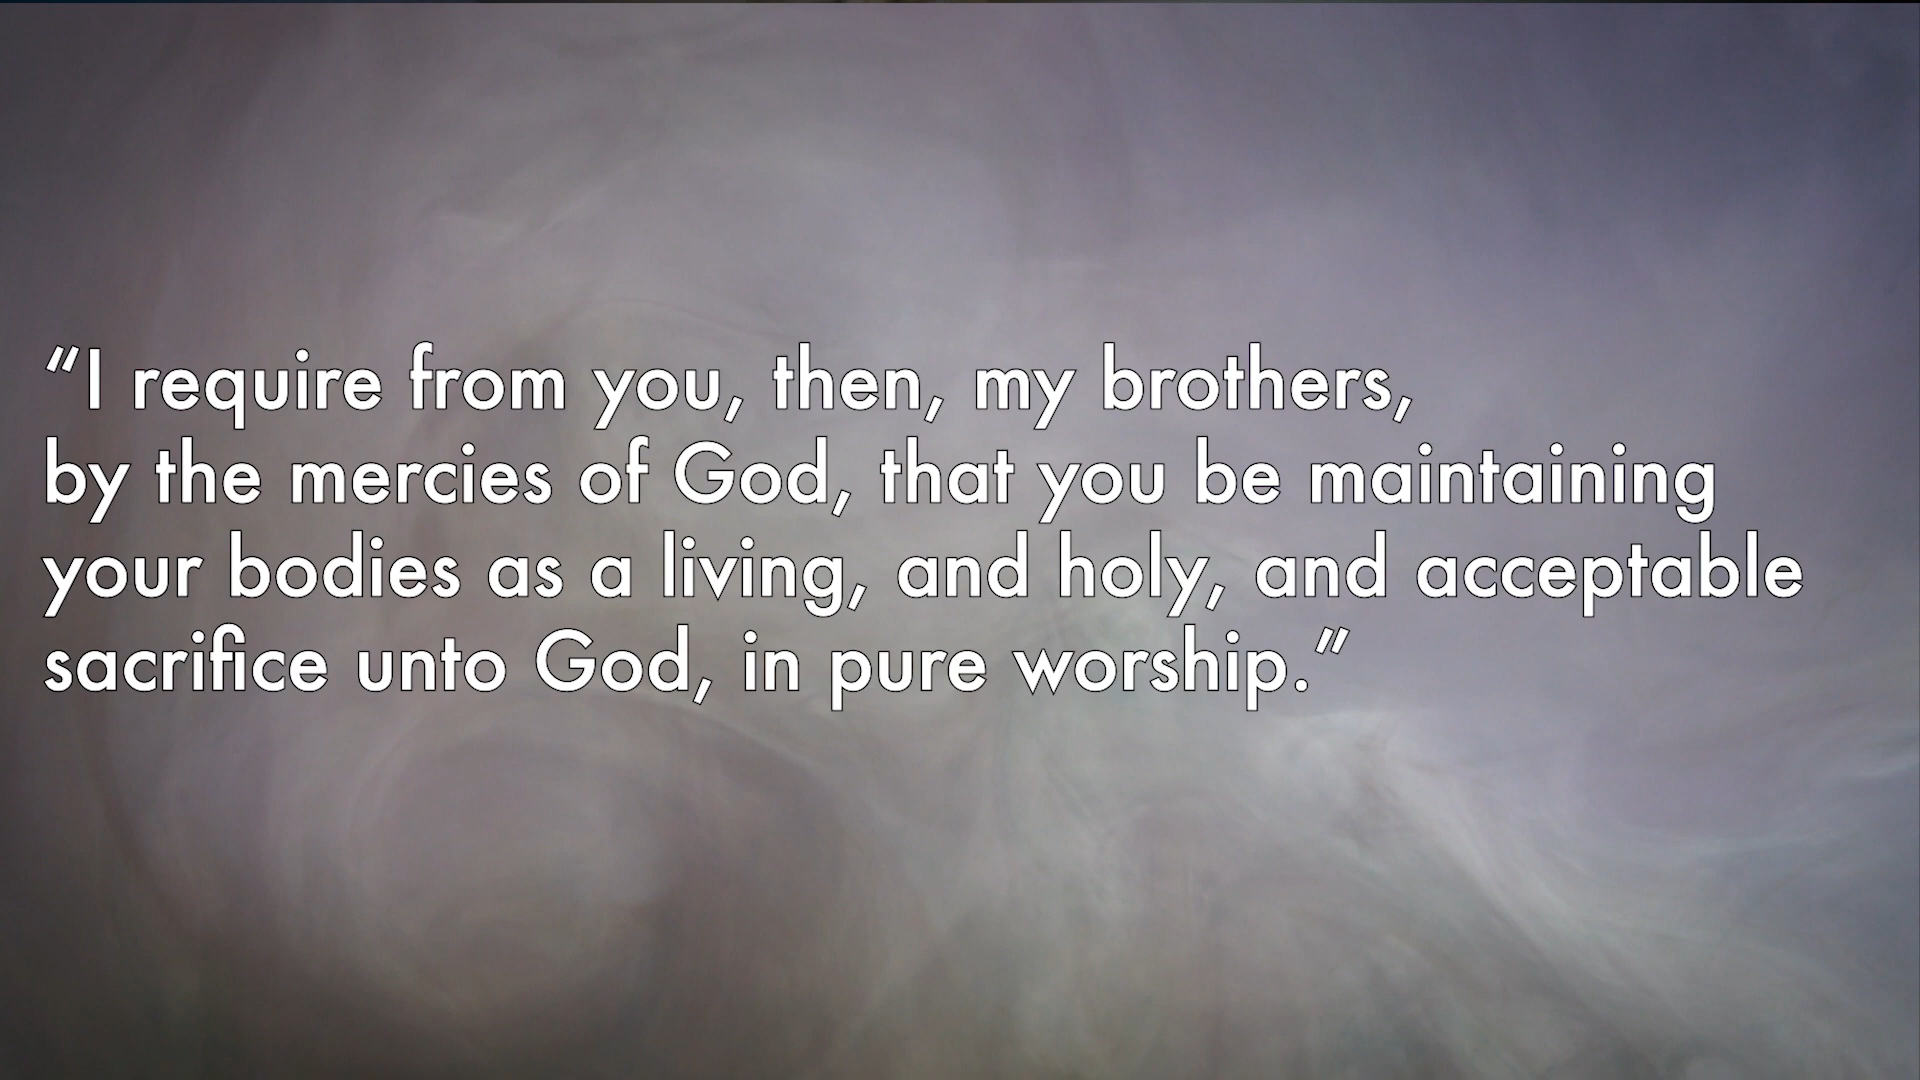 “I require from you, then, my brothers,
by the mercies of God, that you be maintaining
your bodies as a living, and holy, and acceptable
sacrifice unto God, in pure worship.”